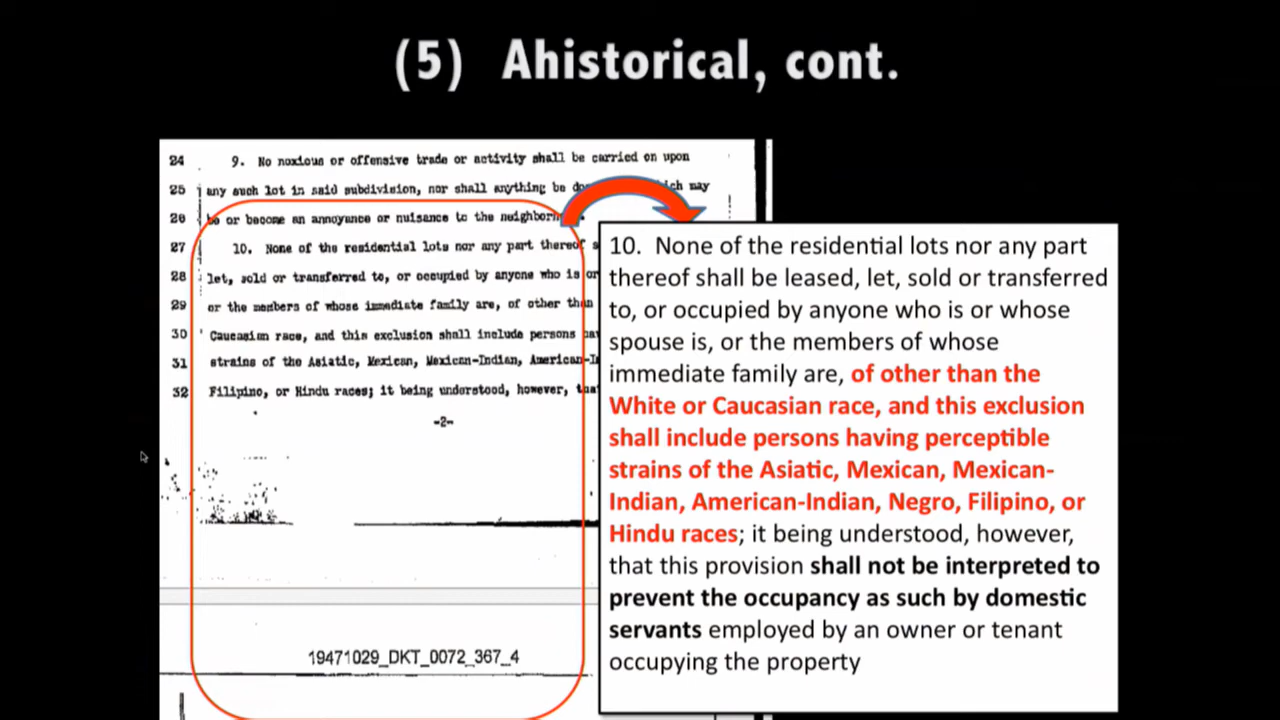 (5) Ahistorical, cont.
24 9. No noxious or offensive trade or activity shall be carried on upon
25 any such lot in said subdivision, nor shall anything be do ch may
26 be or become an annoyance or nuisance to the neighborh
27 10. None of the residential lots nor any part thereof s
28 let, sold or transferred to, or occupied by anyone who is or
29 or the members of whose immediate family are, of other than
30 Caucasian race, and this exclusion shall include persons
31 strains of the Asiatic, Mexican, Mexican-Indian, American-I
32 Filipino, or Hindu races; it being understood, however, tha
-2-
19471029_DKT_0072_367_4
10. None of the residential lots nor any part
thereof shall be leased, let, sold or transferred
to, or occupied by anyone who is or whose
spouse is, or the members of whose
immediate family are, of other than the
White or Caucasian race, and this exclusion
shall include persons having perceptible
strains of the Asiatic, Mexican, Mexican-
Indian, American-Indian, Negro, Filipino, or
Hindu races; it being understood, however,
that this provision shall not be interpreted to
prevent the occupancy as such by domestic
servants employed by an owner or tenant
occupying the property